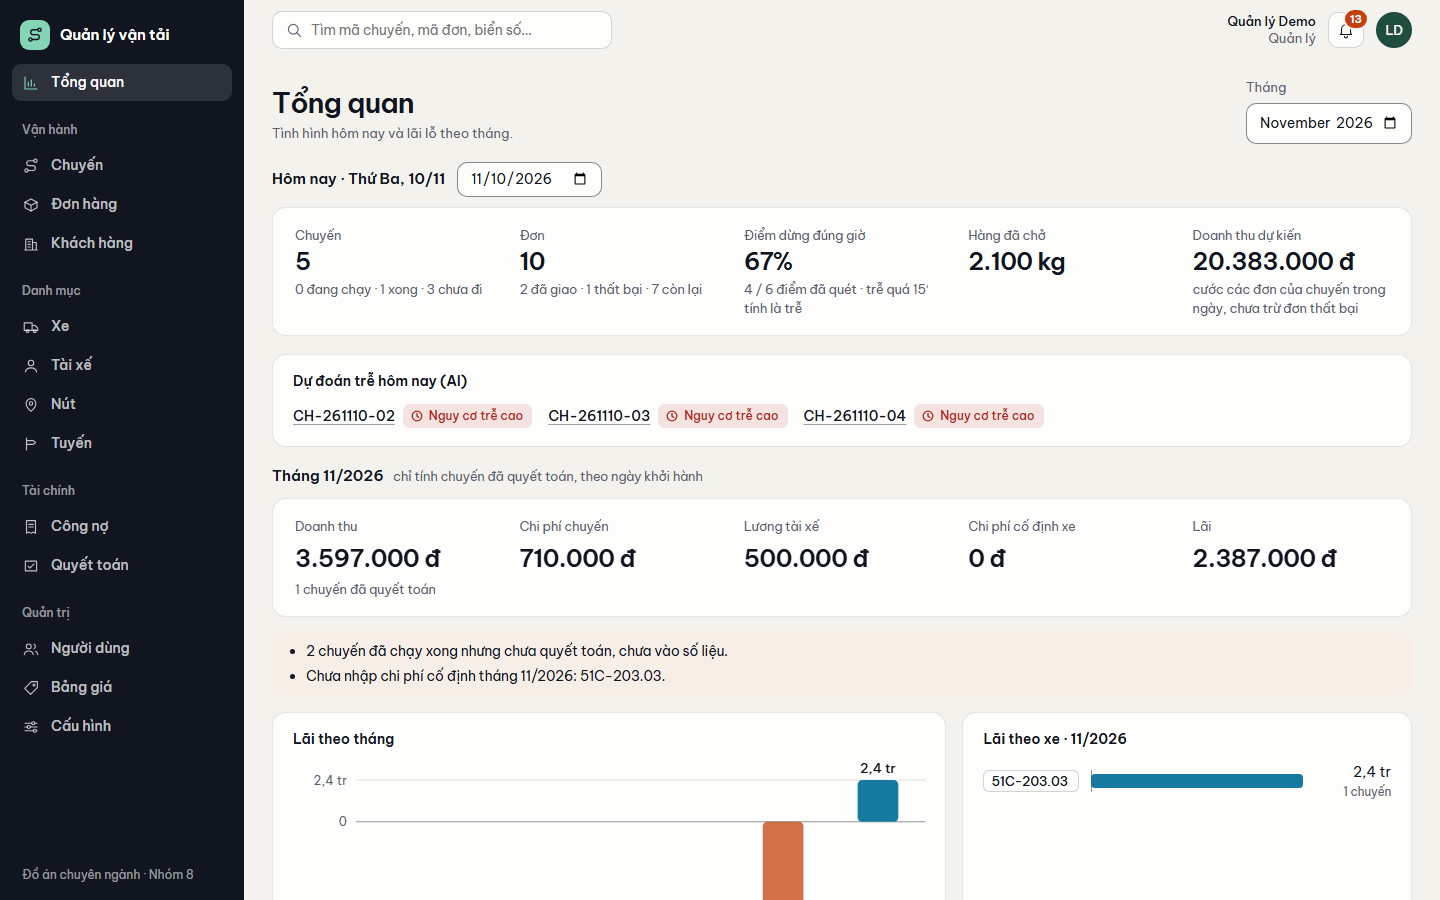 Quản lý vận tải
Tổng quan
Vận hành
Chuyến
Đơn hàng
Khách hàng
Danh mục
Xe
Tài xế
Nút
Tuyến
Tài chính
Công nợ
Quyết toán
Quản trị
Người dùng
Bảng giá
Cấu hình
Đồ án chuyên ngành · Nhóm 8
Tìm mã chuyến, mã đơn, biển số...
Quản lý Demo
Quản lý
13
LD
Tổng quan
Tình hình hôm nay và lãi lỗ theo tháng.
Tháng
November 2026
Hôm nay · Thứ Ba, 10/11
11/10/2026
Chuyến
5
0 đang chạy · 1 xong · 3 chưa đi
Đơn
10
2 đã giao · 1 thất bại · 7 còn lại
Điểm dừng đúng giờ
67%
4 / 6 điểm đã quét · trễ quá 15'
tính là trễ
Hàng đã chở
2.100 kg
Doanh thu dự kiến
20.383.000 đ
cước các đơn của chuyến trong
ngày, chưa trừ đơn thất bại
Dự đoán trễ hôm nay (AI)
CH-261110-02 Nguy cơ trễ cao CH-261110-03 Nguy cơ trễ cao CH-261110-04 Nguy cơ trễ cao
Tháng 11/2026 chỉ tính chuyến đã quyết toán, theo ngày khởi hành
Doanh thu
3.597.000 đ
1 chuyến đã quyết toán
Chi phí chuyến
710.000 đ
Lương tài xế
500.000 đ
Chi phí cố định xe
0 đ
Lãi
2.387.000 đ
2 chuyến đã chạy xong nhưng chưa quyết toán, chưa vào số liệu.
Chưa nhập chi phí cố định tháng 11/2026: 51C-203.03.
Lãi theo tháng
2,4 tr
2,4 tr
0
Lãi theo xe · 11/2026
51C-203.03
2,4 tr
1 chuyến